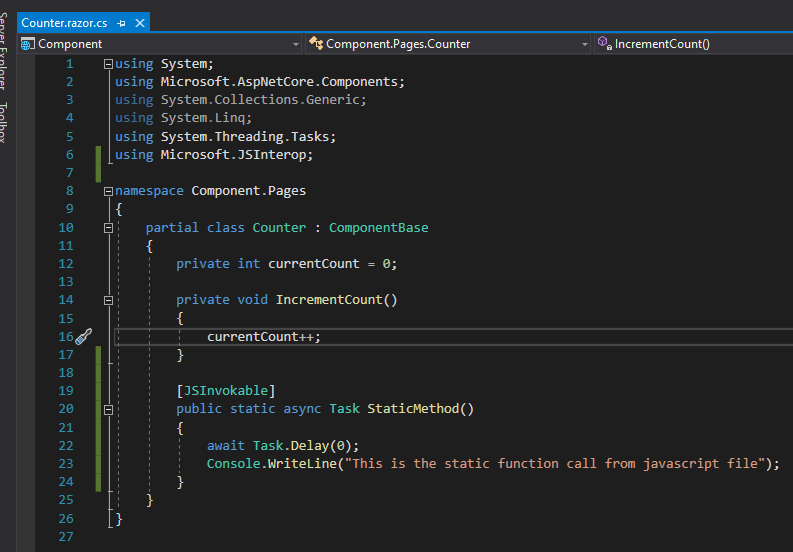 Server Explorer
Toolbox
Counter.razor.cs
Component
Component.Pages.Counter
IncrementCount()
1 using System;
2 using Microsoft.AspNetCore.Components;
3 using System.Collections.Generic;
4 using System.Linq;
5 using System.Threading.Tasks;
6 using Microsoft.JSInterop;
7
8 namespace Component.Pages
9 {
10 partial class Counter : ComponentBase
11 {
12 private int currentCount = 0;
13
14 private void IncrementCount()
15 {
16 currentCount++;
17 }
18
19 [JSInvokable]
20 public static async Task StaticMethod()
21 {
22 await Task.Delay(0);
23 Console.WriteLine("This is the static function call from javascript file");
24 }
25 }
26 }
27